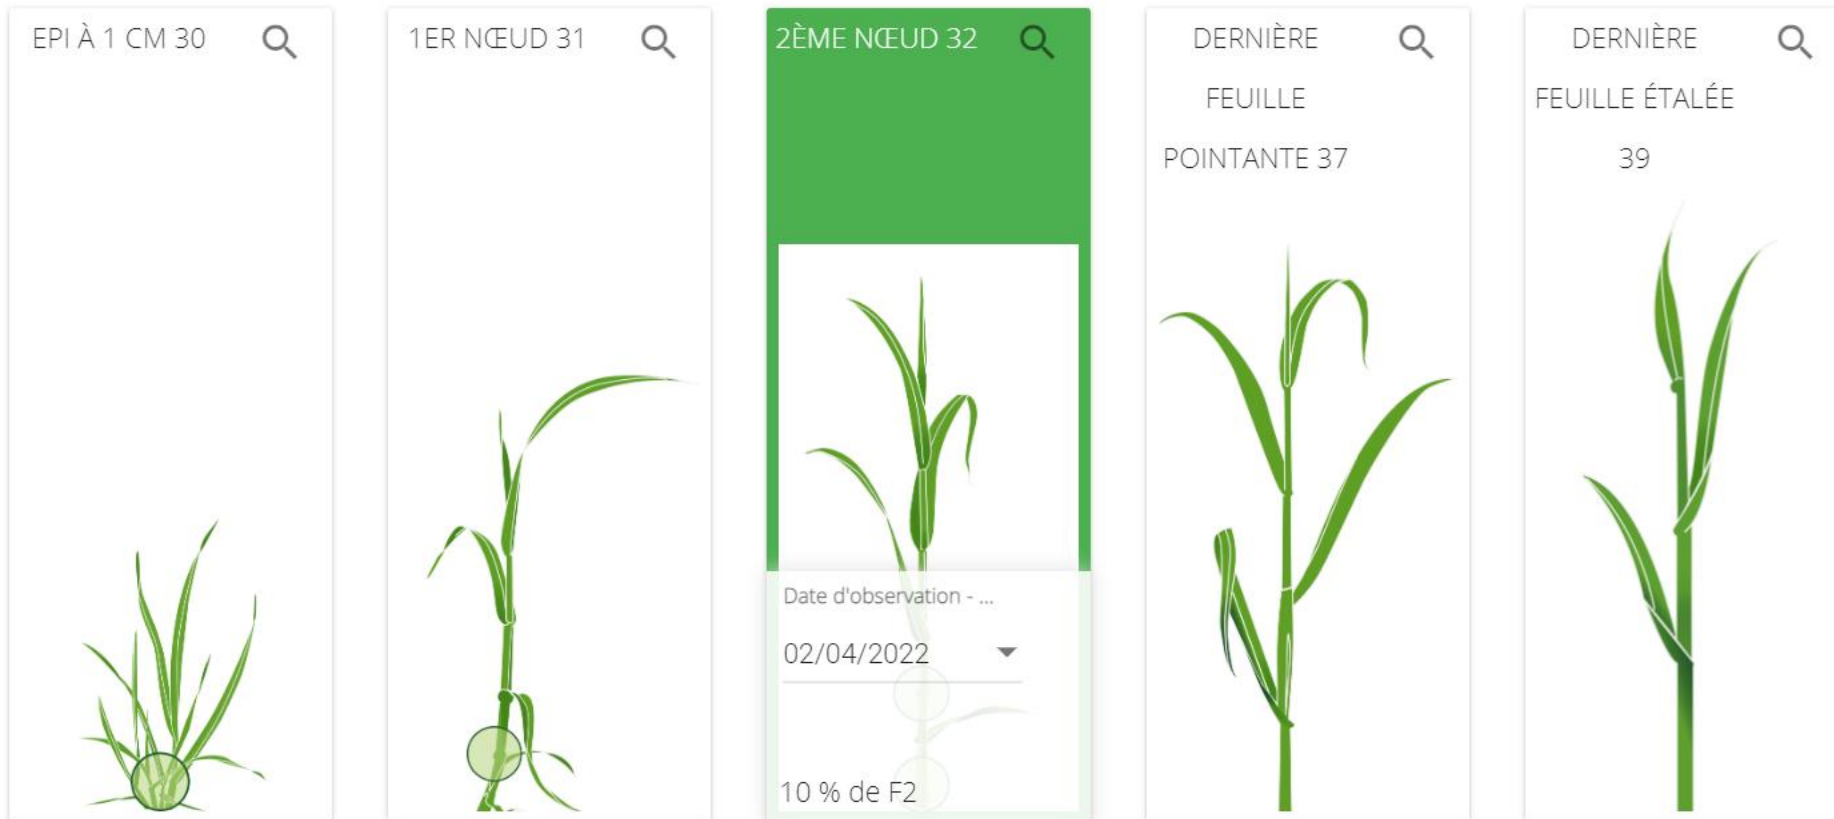 EPI À 1 CM 30
1ER NŒUD 31
2ÈME NŒUD 32
Date d'observation - ...
02/04/2022
10 % de F2
DERNIÈRE
FEUILLE
POINTANTE 37
DERNIÈRE
FEUILLE ÉTALÉE
39